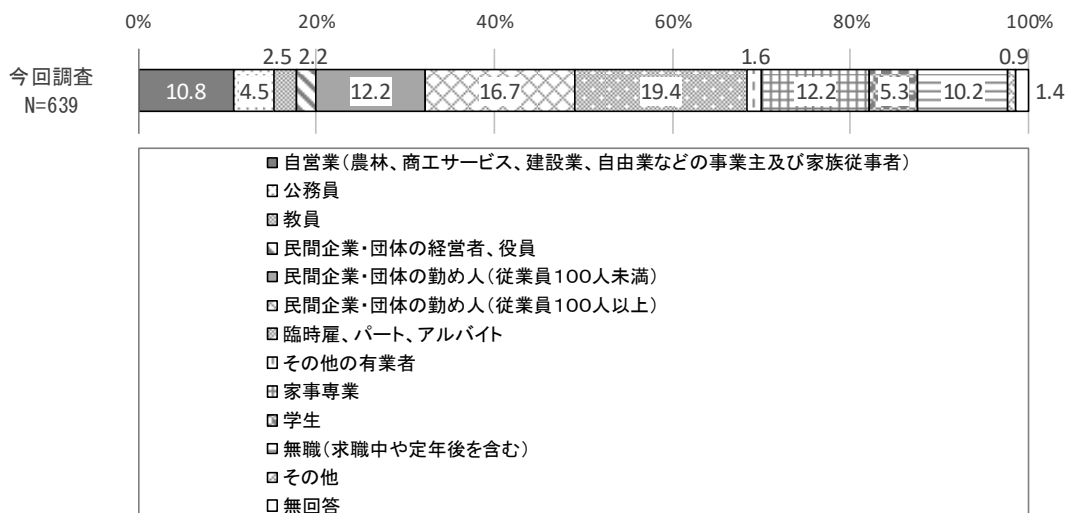 0% 20% 40% 60% 80% 100%
2.5 2.2 1.6 0.9
今回調査
N=639
10.8 4.5 12.2 16.7 19.4 12.2 5.3 10.2 1.4
自営業(農林、商工サービス、建設業、自由業などの事業主及び家族従事者)
公務員
教員
民間企業・団体の経営者、役員
民間企業・団体の勤め人(従業員100人未満)
民間企業・団体の勤め人(従業員100人以上)
臨時雇、パート、アルバイト
その他の有業者
家事専業
学生
無職(求職中や定年後を含む)
その他
無回答